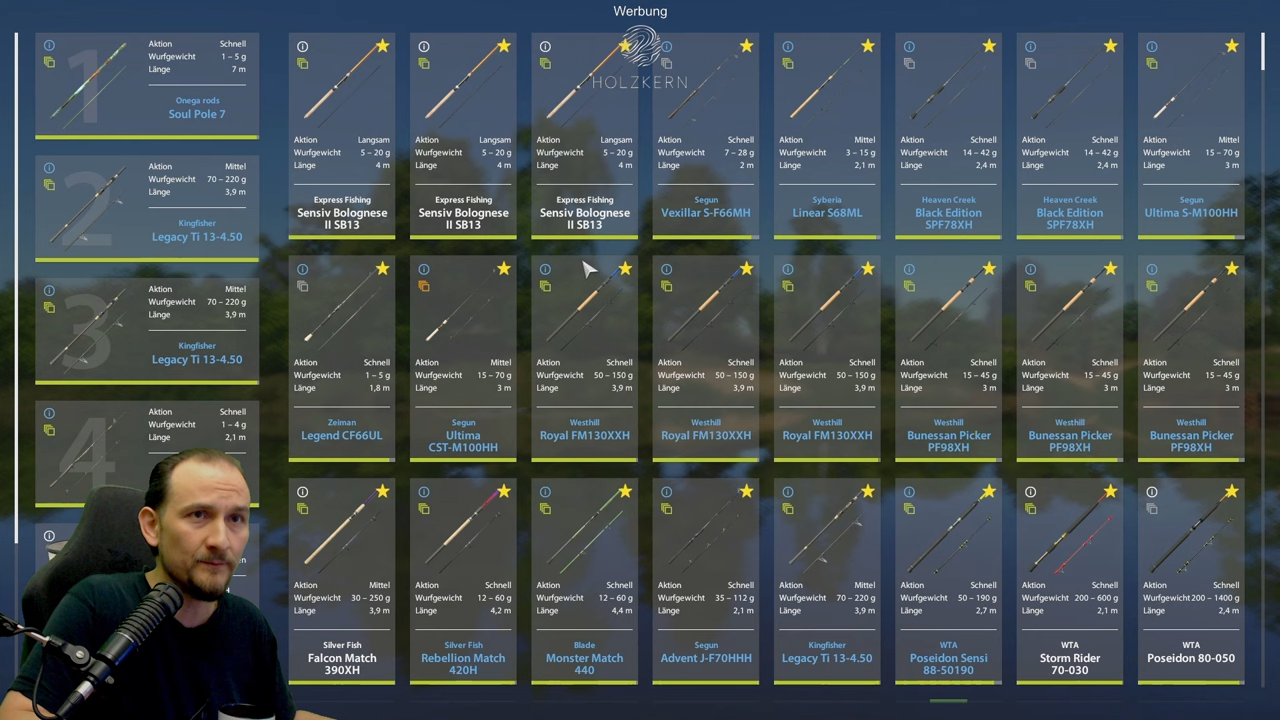 Werbung
HOLZKERN
1
Aktion Schnell
Wurfgewicht 1 – 5 g
Länge 7 m
Onega rods
Soul Pole 7
2
Aktion Mittel
Wurfgewicht 70 – 220 g
Länge 3,9 m
Kingfisher
Legacy Ti 13-4.50
3
Aktion Mittel
Wurfgewicht 70 – 220 g
Länge 3,9 m
Kingfisher
Legacy Ti 13-4.50
4
Aktion Schnell
Wurfgewicht 1 – 4 g
Länge 2,1 m
Aktion Langsam
Wurfgewicht 5 – 20 g
Länge 4 m
Express Fishing
Sensiv Bolognese
II SB13
Aktion Langsam
Wurfgewicht 5 – 20 g
Länge 4 m
Express Fishing
Sensiv Bolognese
II SB13
Aktion Langsam
Wurfgewicht 5 – 20 g
Länge 4 m
Express Fishing
Sensiv Bolognese
II SB13
Aktion Schnell
Wurfgewicht 7 – 28 g
Länge 2 m
Segun
Vexillar S-F66MH
Aktion Mittel
Wurfgewicht 3 – 15 g
Länge 2,1 m
Syberia
Linear S68ML
Aktion Schnell
Wurfgewicht 14 – 42 g
Länge 2,4 m
Heaven Creek
Black Edition
SPF78XH
Aktion Schnell
Wurfgewicht 14 – 42 g
Länge 2,4 m
Heaven Creek
Black Edition
SPF78XH
Aktion Mittel
Wurfgewicht 15 – 70 g
Länge 3 m
Segun
Ultima S-M100HH
Aktion Schnell
Wurfgewicht 1 – 5 g
Länge 1,8 m
Zeiman
Legend CF66UL
Aktion Mittel
Wurfgewicht 15 – 70 g
Länge 3 m
Segun
Ultima
CST-M100HH
Aktion Schnell
Wurfgewicht 50 – 150 g
Länge 3,9 m
Westhill
Royal FM130XXH
Aktion Schnell
Wurfgewicht 50 – 150 g
Länge 3,9 m
Westhill
Royal FM130XXH
Aktion Schnell
Wurfgewicht 50 – 150 g
Länge 3,9 m
Westhill
Royal FM130XXH
Aktion Schnell
Wurfgewicht 15 – 45 g
Länge 3 m
Westhill
Bunessan Picker
PF98XH
Aktion Schnell
Wurfgewicht 15 – 45 g
Länge 3 m
Westhill
Bunessan Picker
PF98XH
Aktion Schnell
Wurfgewicht 15 – 45 g
Länge 3 m
Westhill
Bunessan Picker
PF98XH
Aktion Mittel
Wurfgewicht 30 – 250 g
Länge 3,9 m
Silver Fish
Falcon Match
390XH
Aktion Schnell
Wurfgewicht 12 – 60 g
Länge 4,2 m
Silver Fish
Rebellion Match
420H
Aktion Schnell
Wurfgewicht 12 – 60 g
Länge 4,4 m
Blade
Monster Match
440
Aktion Schnell
Wurfgewicht 35 – 112 g
Länge 2,1 m
Segun
Advent J-F70HHH
Aktion Mittel
Wurfgewicht 70 – 220 g
Länge 3,9 m
Kingfisher
Legacy Ti 13-4.50
Aktion Schnell
Wurfgewicht 50 – 190 g
Länge 2,7 m
WTA
Poseidon Sensi
88-50190
Aktion Schnell
Wurfgewicht 200 – 600 g
Länge 2,1 m
WTA
Storm Rider
70-030
Aktion Schnell
Wurfgewicht 200 – 1400 g
Länge 2,4 m
WTA
Poseidon 80-050